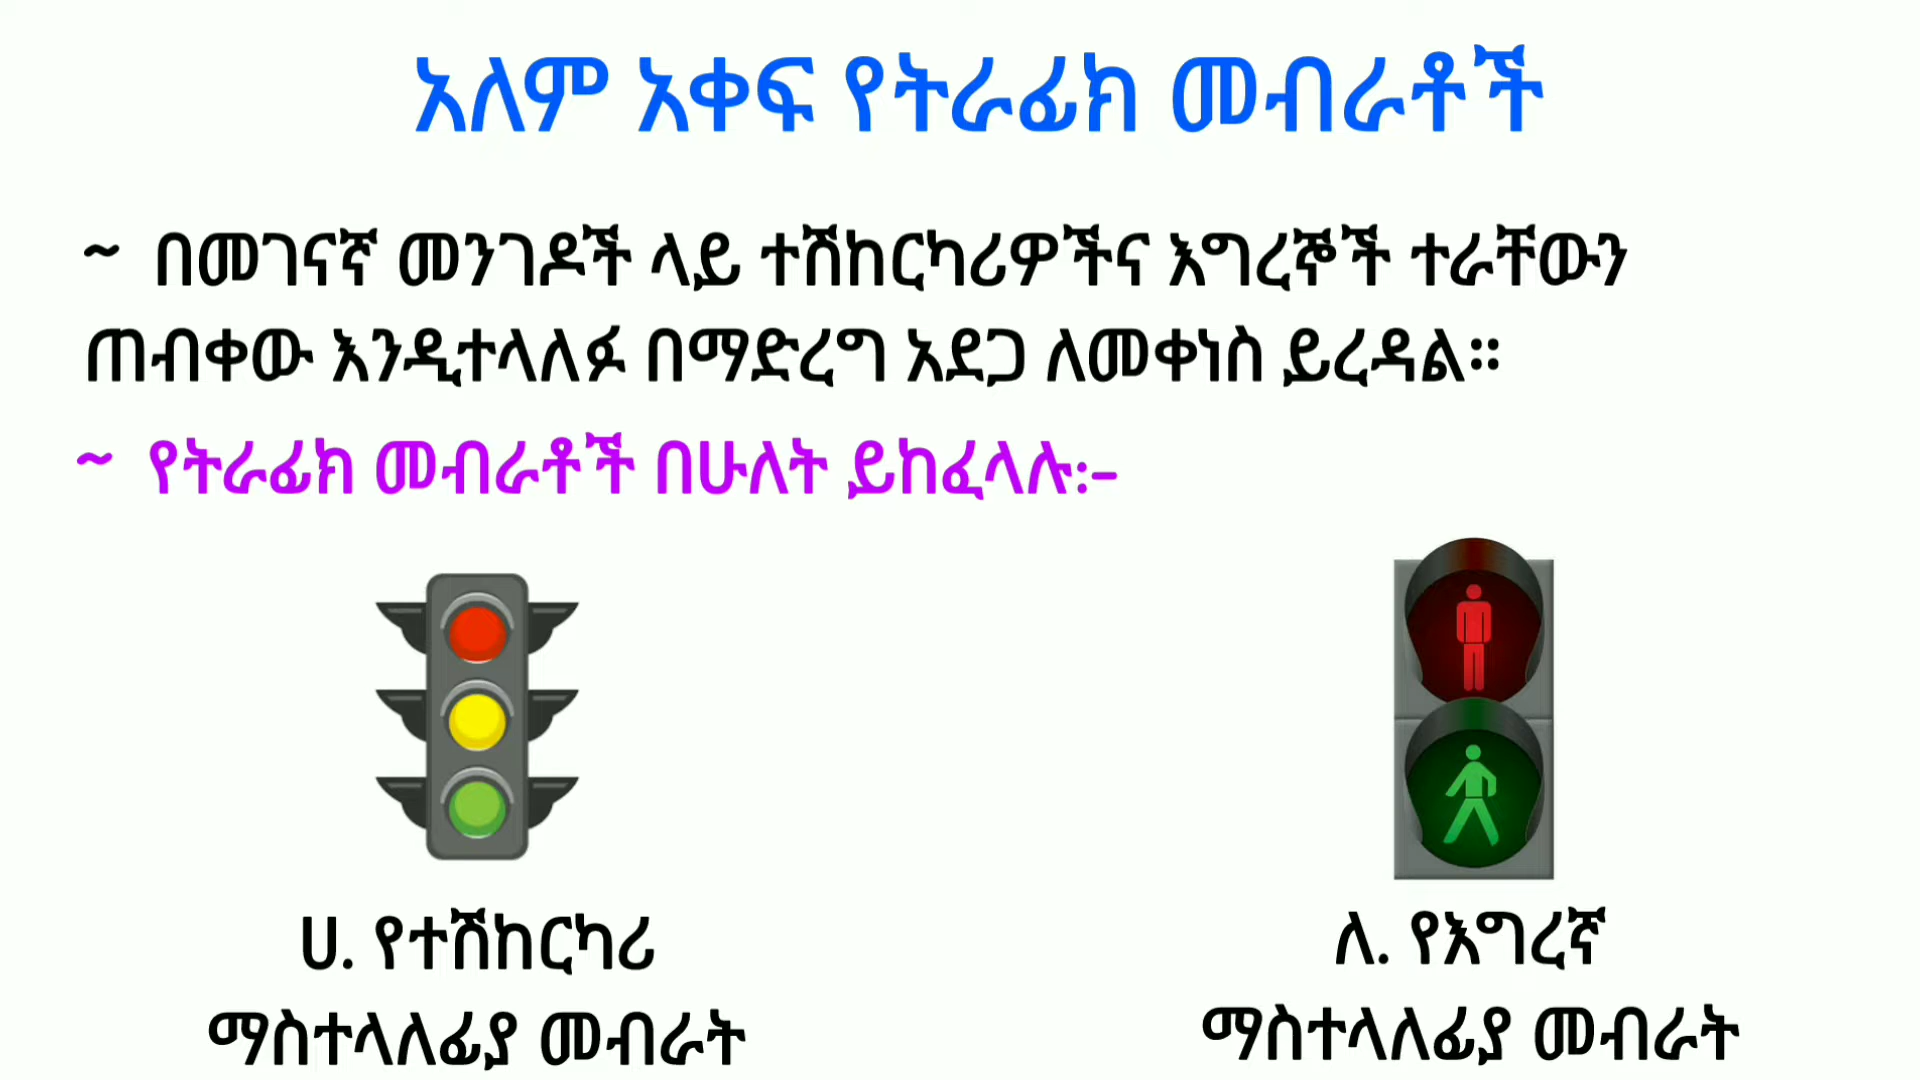 አለም አቀፍ የትራፊክ መብራቶች
~ በመገናኛ መንገዶች ላይ ተሽከርካሪዎችና እግረኞች ተራቸውን
ጠብቀው እንዲተላለፉ በማድረግ አደጋ ለመቀነስ ይረዳል።
~ የትራፊክ መብራቶች በሁለት ይከፈላሉ:-
ሀ. የተሽከርካሪ
ማስተላለፊያ መብራት
ለ. የእግረኛ
ማስተላለፊያ መብራት